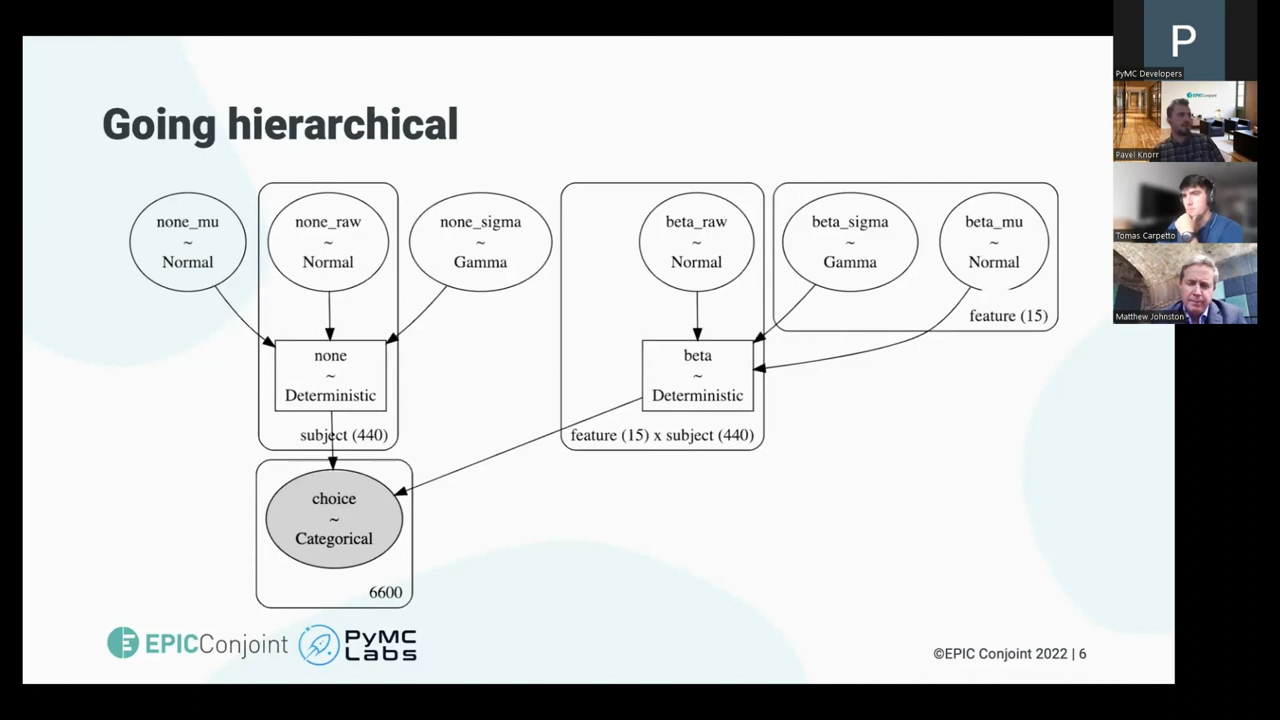 P
PyMC Developers
EPICConjoint
Pavel Knorr
Tomas Carpetto
Matthew Johnston
Going hierarchical
none_mu
~
Normal
none_raw
~
Normal
none_sigma
~
Gamma
beta_raw
~
Normal
beta_sigma
~
Gamma
beta_mu
~
Normal
feature (15)
none
~
Deterministic
subject (440)
beta
~
Deterministic
feature (15) x subject (440)
choice
~
Categorical
6600
EPICConjoint
PyMC
Labs
©EPIC Conjoint 2022 | 6